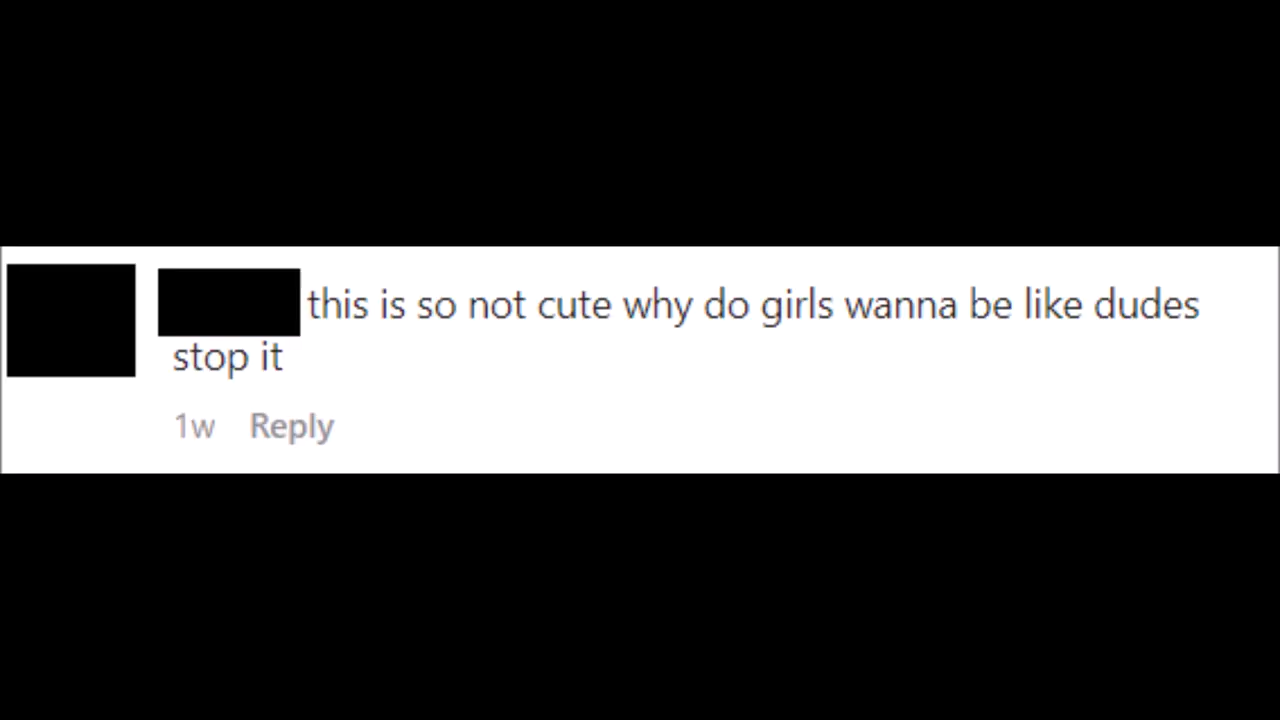 this is so not cute why do girls wanna be like dudes
stop it
1w Reply